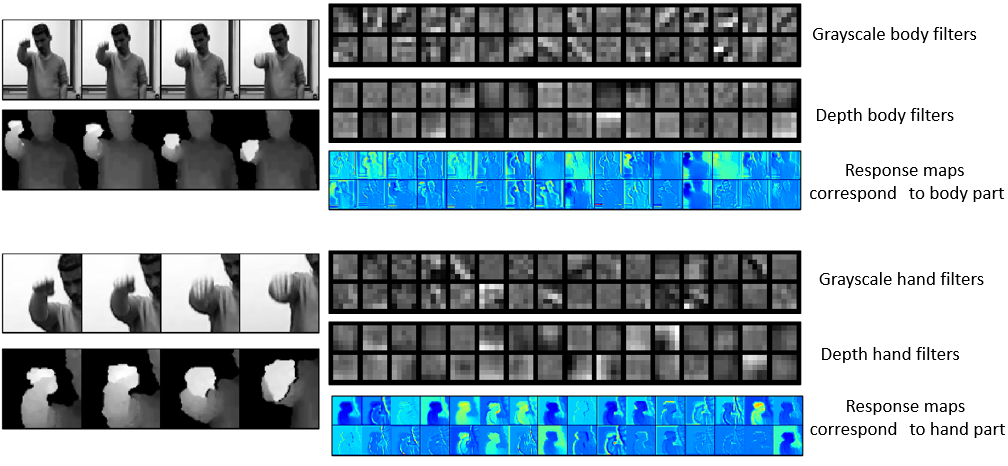 Grayscale body filters
Depth body filters
Response maps
correspond to body part
Grayscale hand filters
Depth hand filters
Response maps
correspond to hand part